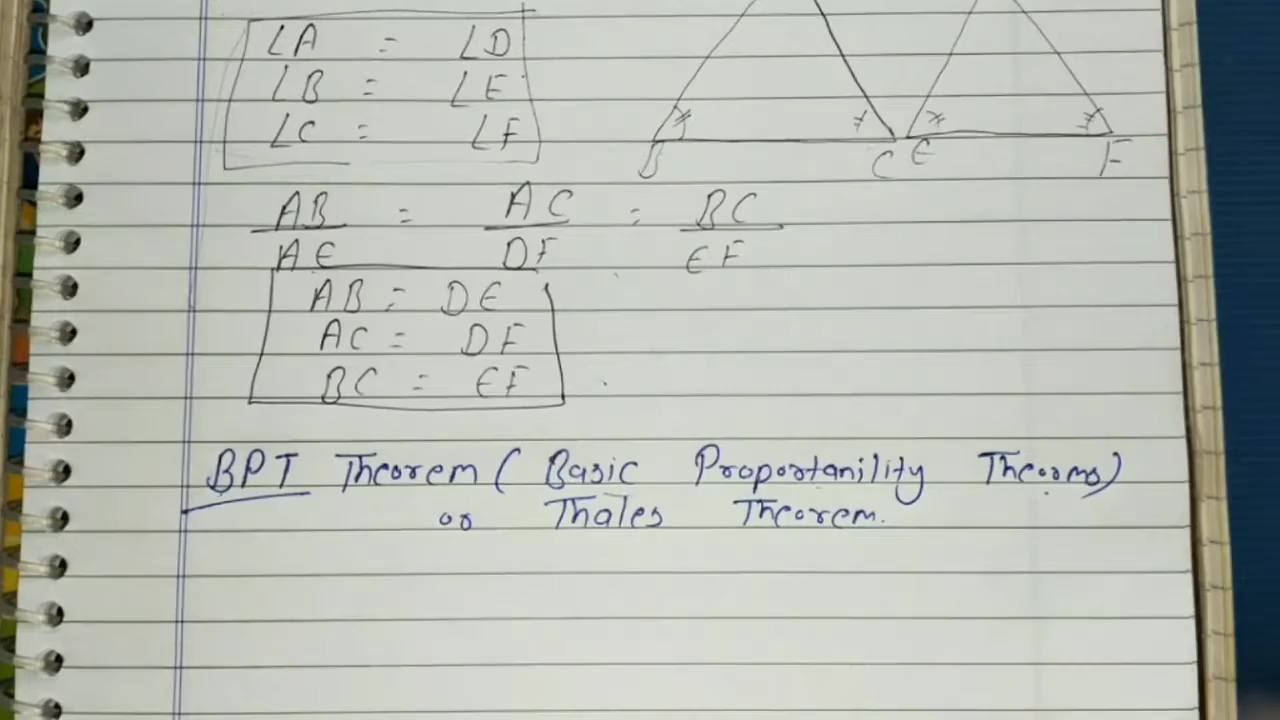 ∠A = ∠D
∠B = ∠E
∠C = ∠F
B C E F
AB/AE = AC/DF = BC/EF
AB = DE
AC = DF
BC = EF
BPT Theorem ( Basic Proportanility Theorms)
or Thales Theorem.